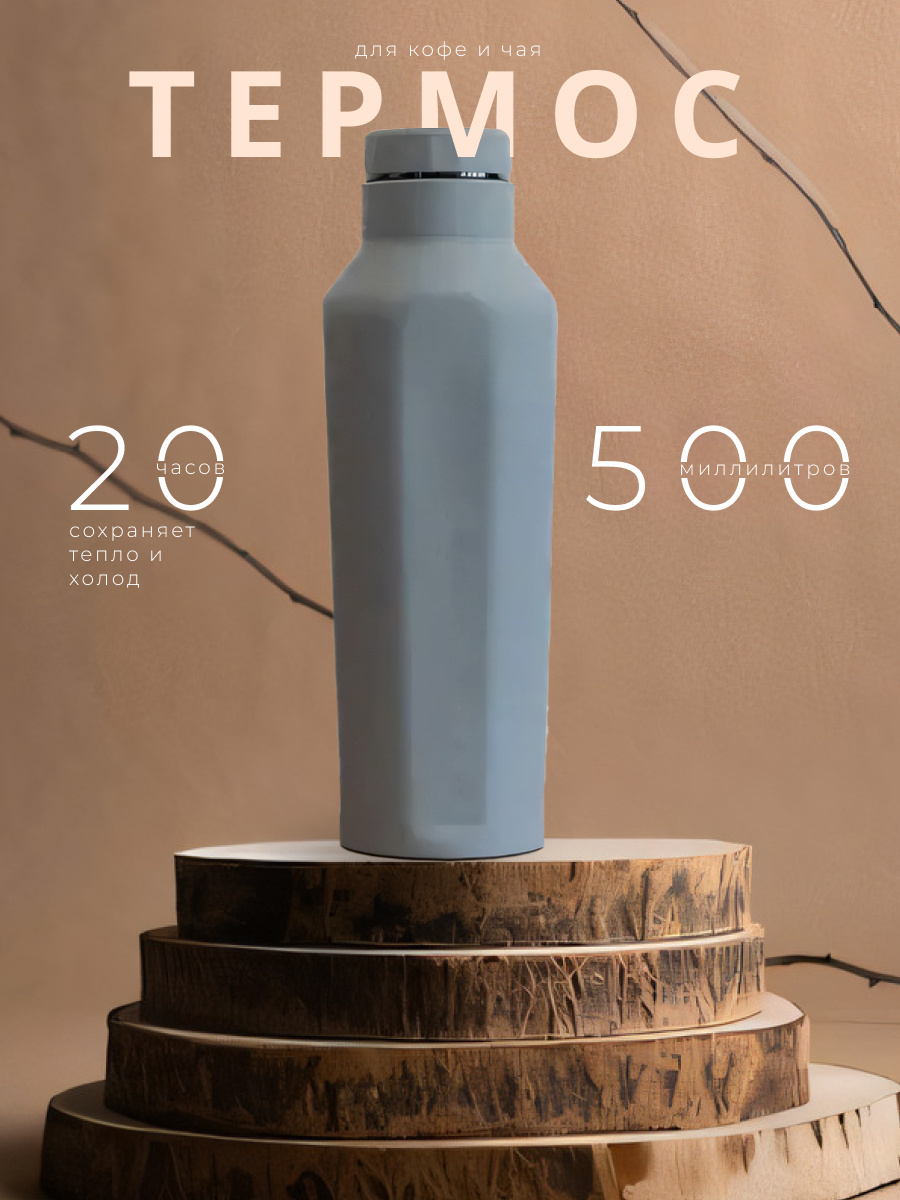 для кофе и чая
ТЕРМОС
20
часов
сохраняет
тепло и
холод
500
миллилитров